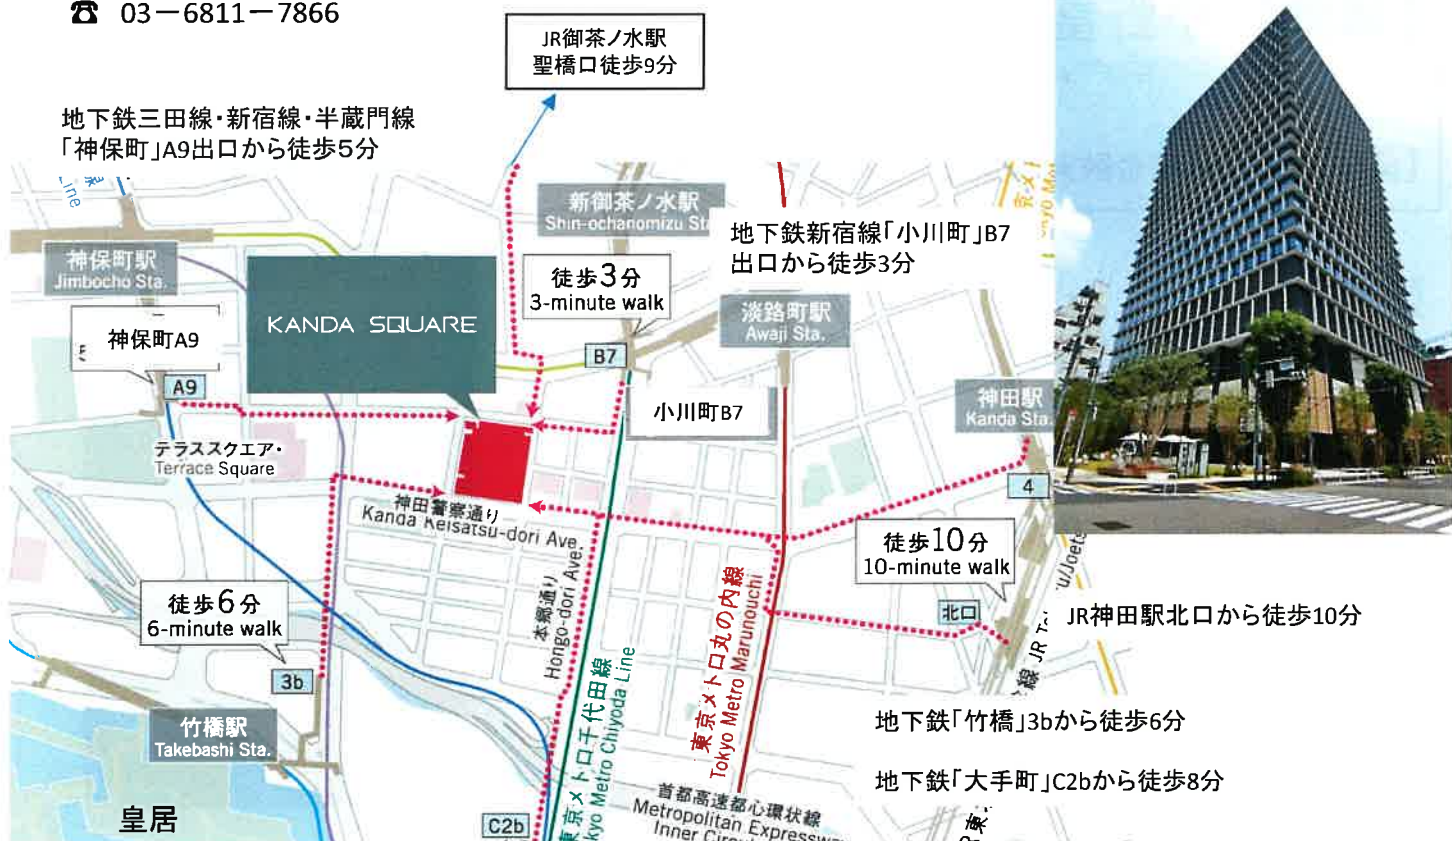 ☎ 03－6811－7866
JR御茶ノ水駅
聖橋口徒歩9分
地下鉄三田線・新宿線・半蔵門線
「神保町」A9出口から徒歩5分
Line
新御茶ノ水駅
Shin-ochanomizu St
地下鉄新宿線「小川町」B7
出口から徒歩3分
神保町駅
Jimbocho Sta.
徒歩3分
3-minute walk
KANDA SQUARE
淡路町駅
Awaji Sta.
神保町A9
B7
A9
小川町B7
神田駅
Kanda Sta.
テラススクエア・
Terrace Square
4
神田警察通り
Kanda Keisatsu-dori Ave.
徒歩10分
10-minute walk
本郷通り
Hongo-dori Ave.
東京メトロ丸の内線
Tokyo Metro Marunouchi
徒歩6分
6-minute walk
北口
JR神田駅北口から徒歩10分
3b
東京メトロ千代田線
kyo Metro Chiyoda Line
竹橋駅
Takebashi Sta.
地下鉄「竹橋」3bから徒歩6分
地下鉄「大手町」C2bから徒歩8分
首都高速都心環状線
Metropolitan Expressw
Inner Circu
皇居
C2b